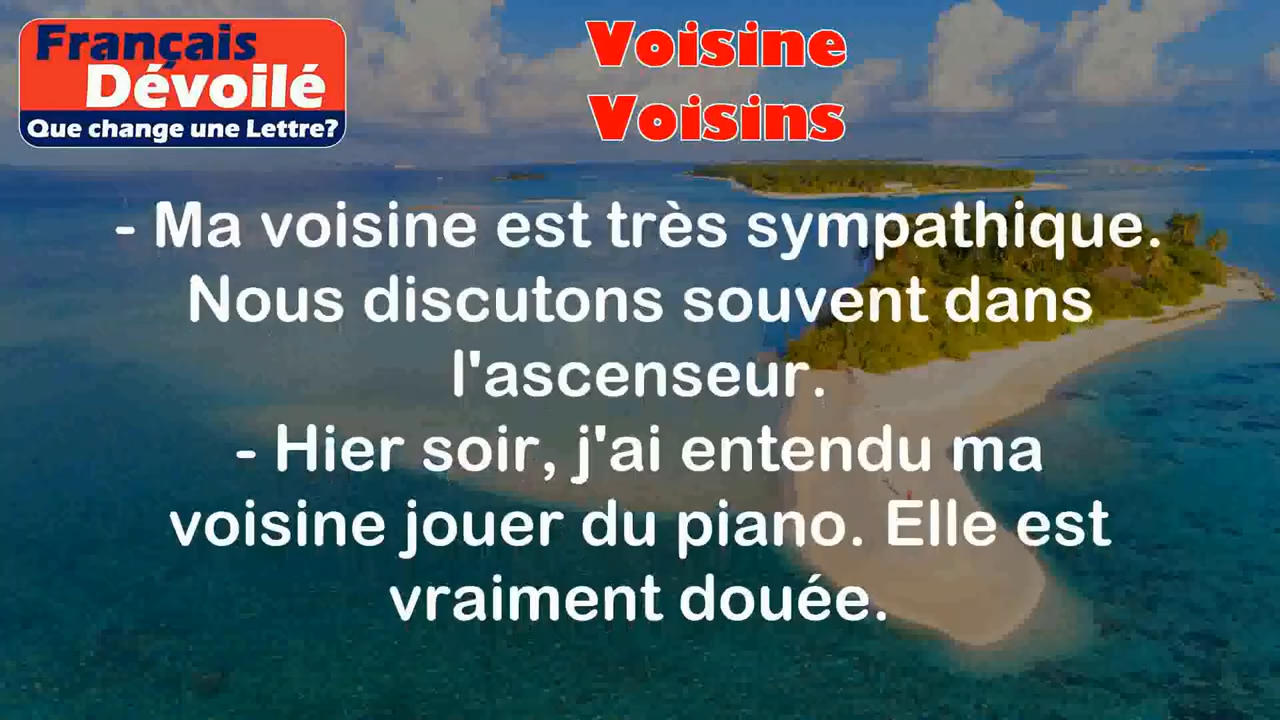 Français
Dévoilé
Que change une Lettre?
Voisine
Voisins
- Ma voisine est très sympathique.
Nous discutons souvent dans
l'ascenseur.
- Hier soir, j'ai entendu ma
voisine jouer du piano. Elle est
vraiment douée.